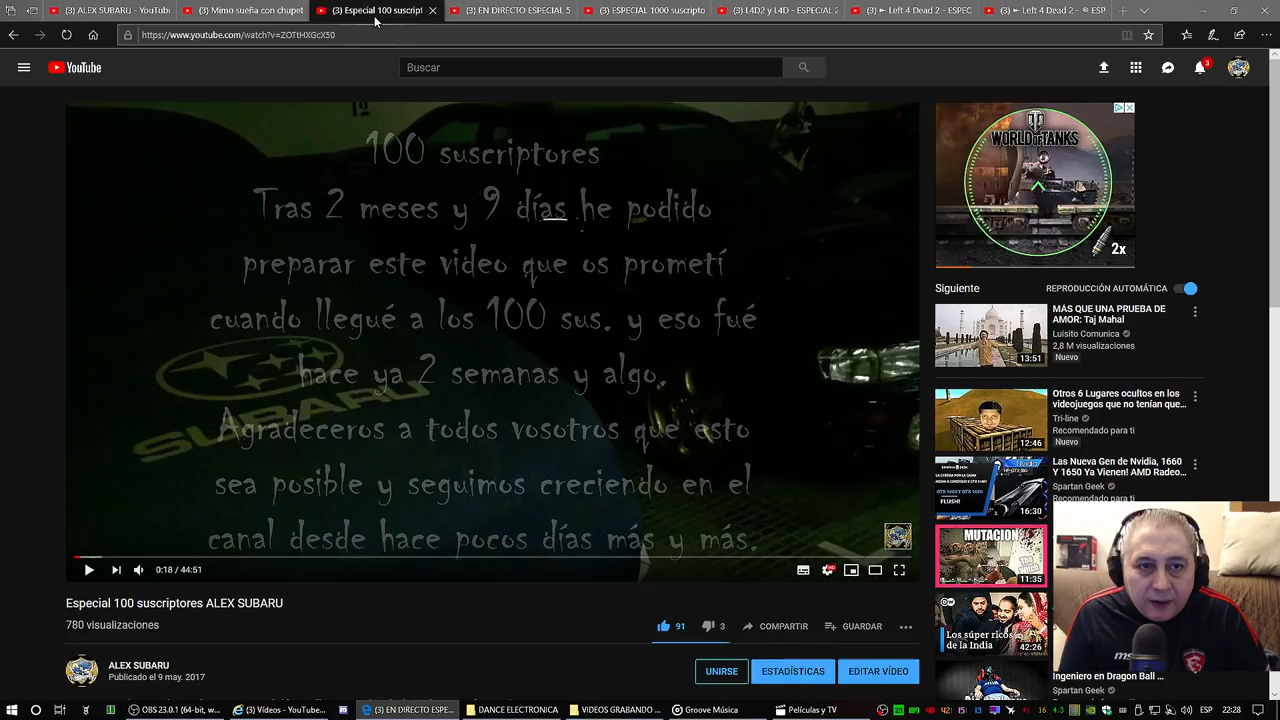 (3) ALEX SUBARU - YouTub
(3) Mimo sueña con chupet
(3) Especial 100 suscript
(3) EN DIRECTO ESPECIAL 5
(3) ESPECIAL 1000 suscripto
(3) L4D2 y L4D - ESPECIAL 2
(3) ► Left 4 Dead 2 - ESPEC
(3) ► Left 4 Dead 2 - ® ESP
https://www.youtube.com/watch?v=ZOTtHXGcX50
YouTube
Buscar
3
100 suscriptores
Tras 2 meses y 9 días he podido
preparar este video que os prometí
cuando llegué a los 100 sus. y eso fué
hace ya 2 semanas y algo.
Agradeceros a todos vosotros que esto
sea posible y seguimos creciendo en el
canal desde hace pocos días más y más.
SUBARU
0:18 / 44:51
WORLD OF TANKS
2x
Siguiente
REPRODUCCIÓN AUTOMÁTICA
MÁS QUE UNA PRUEBA DE
AMOR: Taj Mahal
Luisito Comunica
2,8 M visualizaciones
Nuevo
13:51
Otros 6 Lugares ocultos en los
videojuegos que no tenían que...
Tri-line
Recomendado para ti
Nuevo
12:46
Las Nueva Gen de Nvidia, 1660
Y 1650 Ya Vienen! AMD Radeo...
Spartan Geek
Recomendado para ti
FLUSH!
16:30
MUTACION
11:35
Los súper ricos
de la India
42:26
Ingeniero en Dragon Ball ...
Spartan Geek
msi
Especial 100 suscriptores ALEX SUBARU
780 visualizaciones
91
3
COMPARTIR
GUARDAR
ALEX SUBARU
Publicado el 9 may. 2017
UNIRSE
ESTADÍSTICAS
EDITAR VÍDEO
OBS 23.0.1 (64-bit, w...
(3) Vídeos - YouTube...
(3) EN DIRECTO ESPE...
DANCE ELECTRONICA
VIDEOS GRABANDO ...
Groove Música
Películas y TV
ESP
22:28